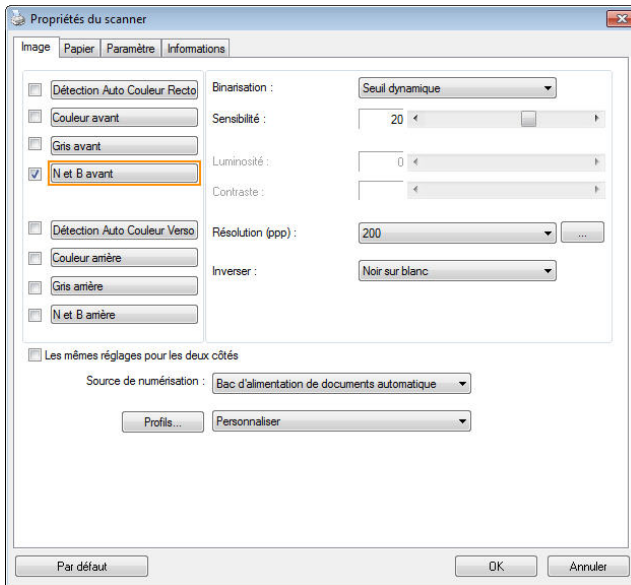 Propriétés du scanner
Image Papier Paramètre Informations
Détection Auto Couleur Recto
Couleur avant
Gris avant
N et B avant
Détection Auto Couleur Verso
Couleur arrière
Gris arrière
N et B arrière
Binarisation : Seuil dynamique
Sensibilité : 20
Luminosité : 0
Contraste :
Résolution (ppp) : 200 ...
Inverser : Noir sur blanc
Les mêmes réglages pour les deux côtés
Source de numérisation : Bac d'alimentation de documents automatique
Profils... Personnaliser
Par défaut OK Annuler